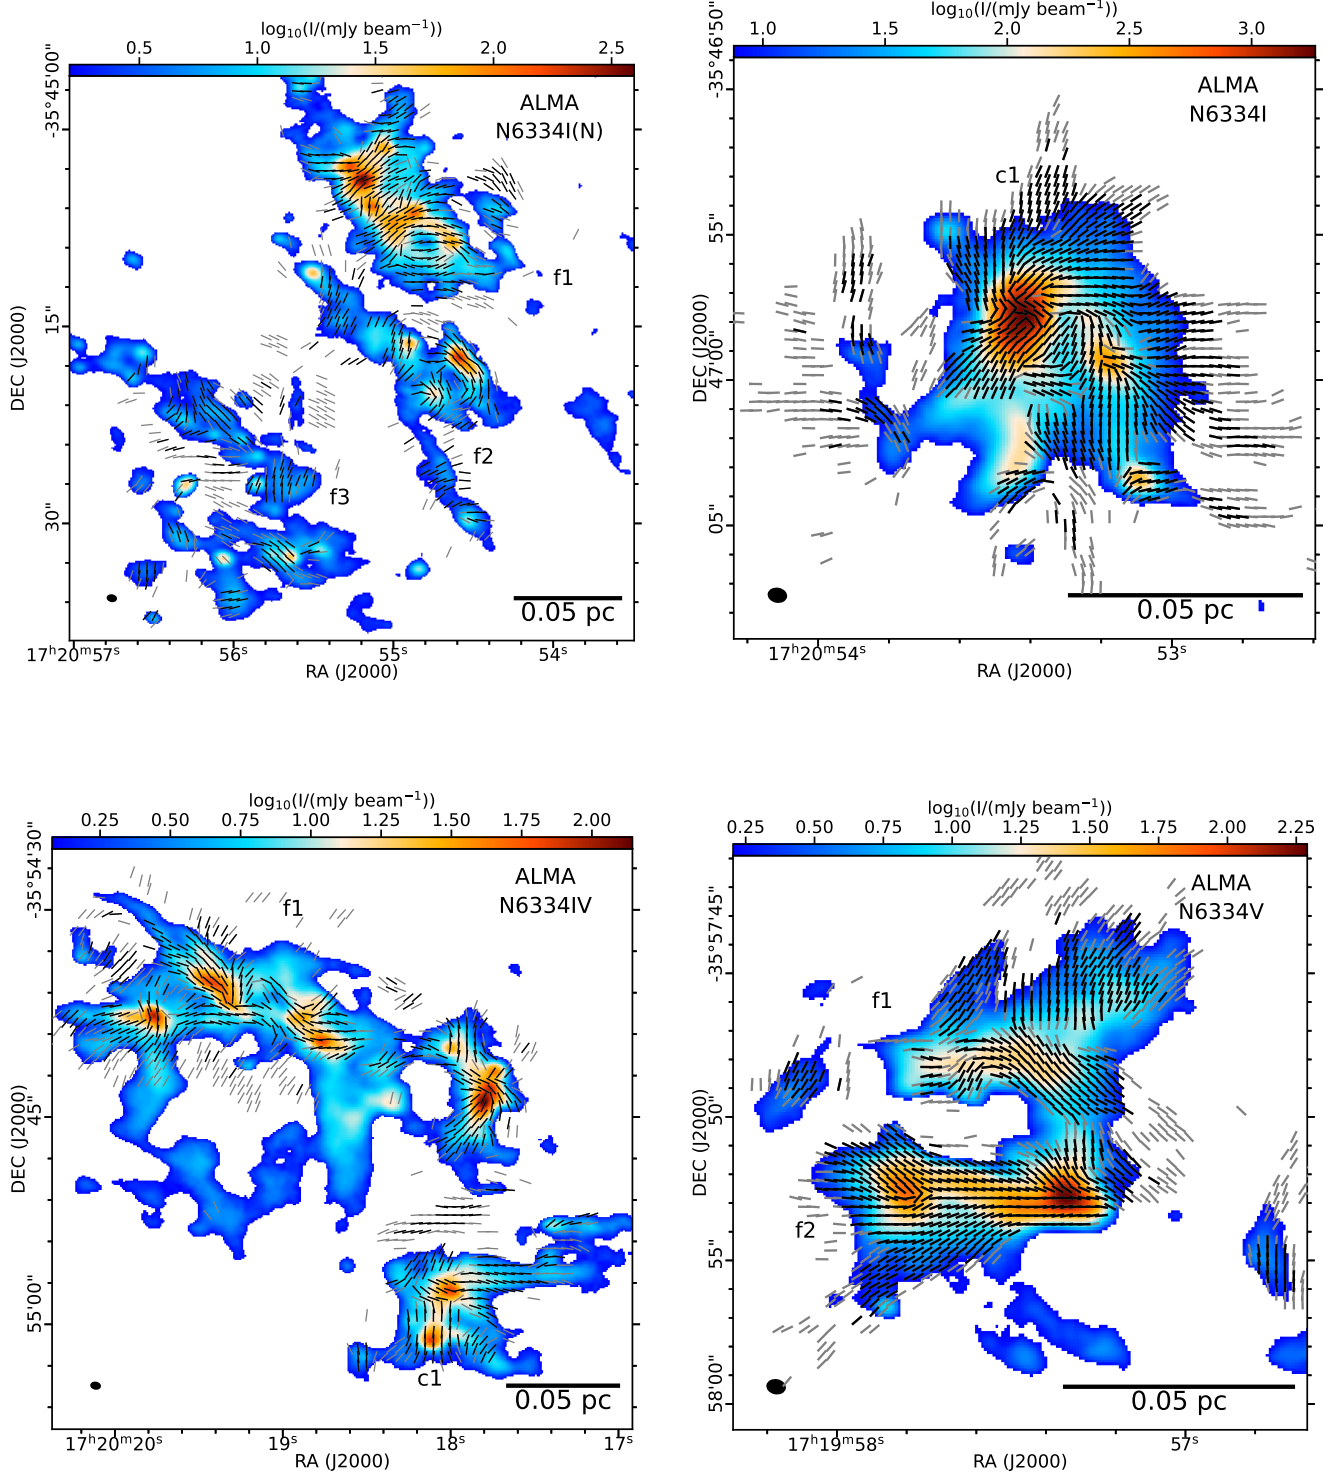 log₁₀(I/(mJy beam⁻¹))
0.5 1.0 1.5 2.0 2.5
ALMA
N6334I(N)
f1
f2
f3
0.05 pc
-35°45'00"
15"
30"
DEC (J2000)
17ʰ20ᵐ57ˢ 56ˢ 55ˢ 54ˢ
RA (J2000)
log₁₀(I/(mJy beam⁻¹))
1.0 1.5 2.0 2.5 3.0
ALMA
N6334I
c1
0.05 pc
-35°46'50"
55"
47'00"
05"
DEC (J2000)
17ʰ20ᵐ54ˢ 53ˢ
RA (J2000)
log₁₀(I/(mJy beam⁻¹))
0.25 0.50 0.75 1.00 1.25 1.50 1.75 2.00
ALMA
N6334IV
f1
c1
0.05 pc
-35°54'30"
45"
55'00"
DEC (J2000)
17ʰ20ᵐ20ˢ 19ˢ 18ˢ 17ˢ
RA (J2000)
log₁₀(I/(mJy beam⁻¹))
0.25 0.50 0.75 1.00 1.25 1.50 1.75 2.00 2.25
ALMA
N6334V
f1
f2
0.05 pc
-35°57'45"
50"
55"
58'00"
DEC (J2000)
17ʰ19ᵐ58ˢ 57ˢ
RA (J2000)